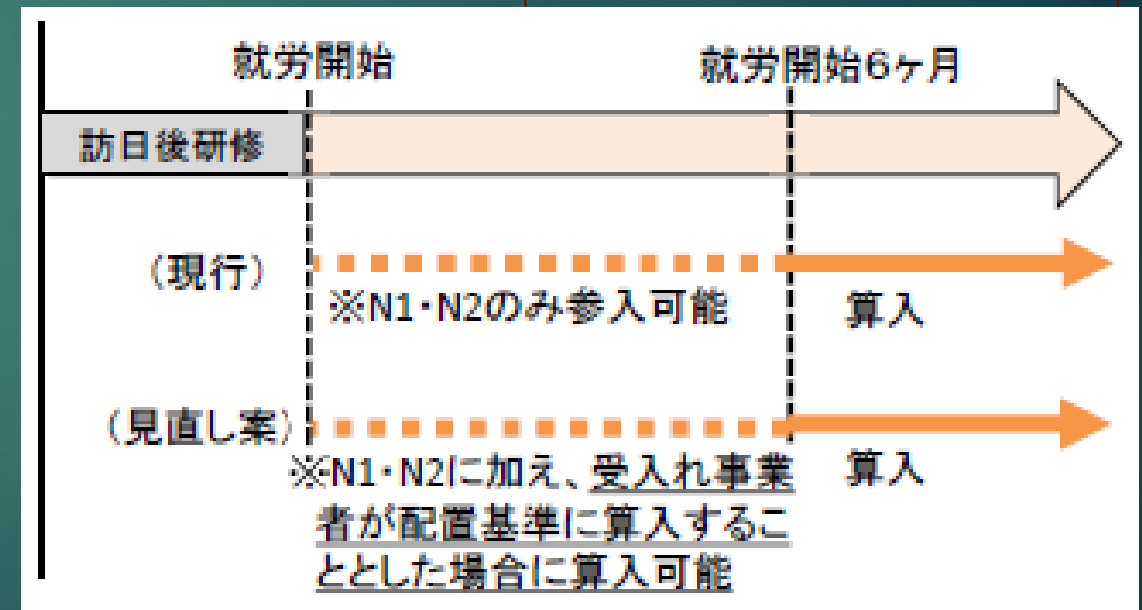 就労開始
就労開始6ヶ月
訪日後研修
（現行）
※N1・N2のみ参入可能
算入
（見直し案）
※N1・N2に加え、受入れ事業
者が配置基準に算入するこ
ととした場合に算入可能
算入